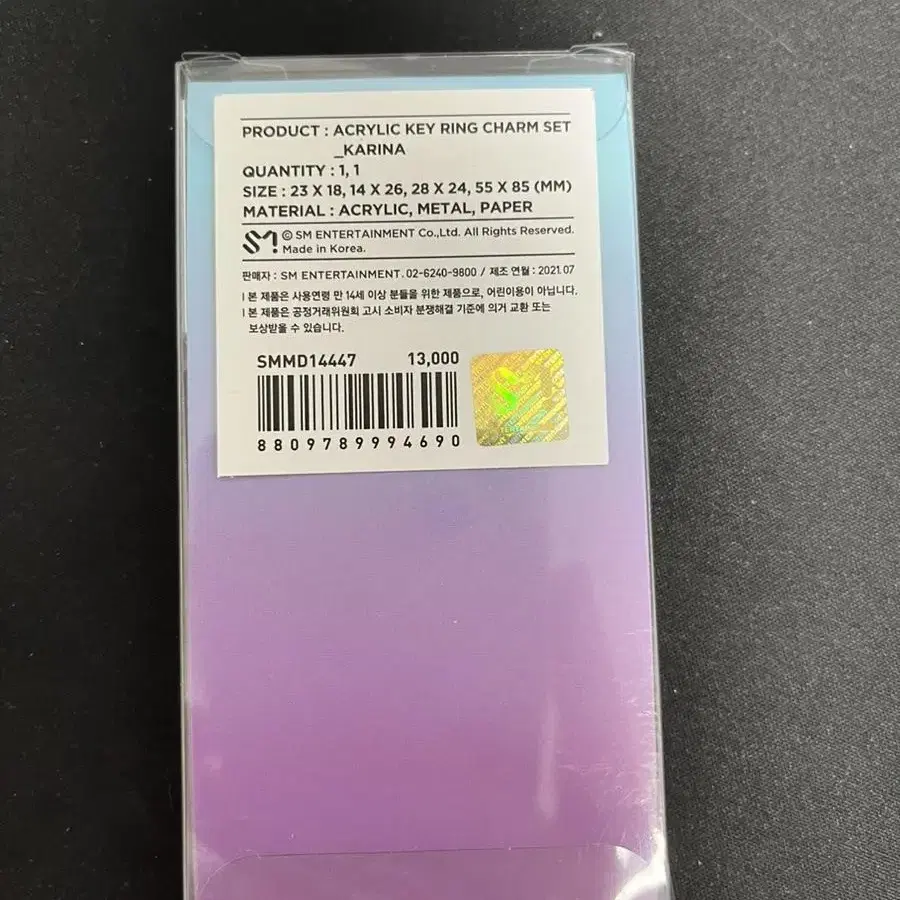 PRODUCT : ACRYLIC KEY RING CHARM SET
_KARINA
QUANTITY : 1, 1
SIZE : 23 X 18, 14 X 26, 28 X 24, 55 X 85 (MM)
MATERIAL : ACRYLIC, METAL, PAPER
SM © SM ENTERTAINMENT Co.,Ltd. All Rights Reserved.
Made in Korea.
판매자 : SM ENTERTAINMENT. 02-6240-9800 / 제조 연월 : 2021.07
I 본 제품은 사용연령 만 14세 이상 분들을 위한 제품으로, 어린이용이 아닙니다.
I 본 제품은 공정거래위원회 고시 소비자 분쟁해결 기준에 의거 교환 또는
보상받을 수 있습니다.
SMMD14447 13,000
8809789994690